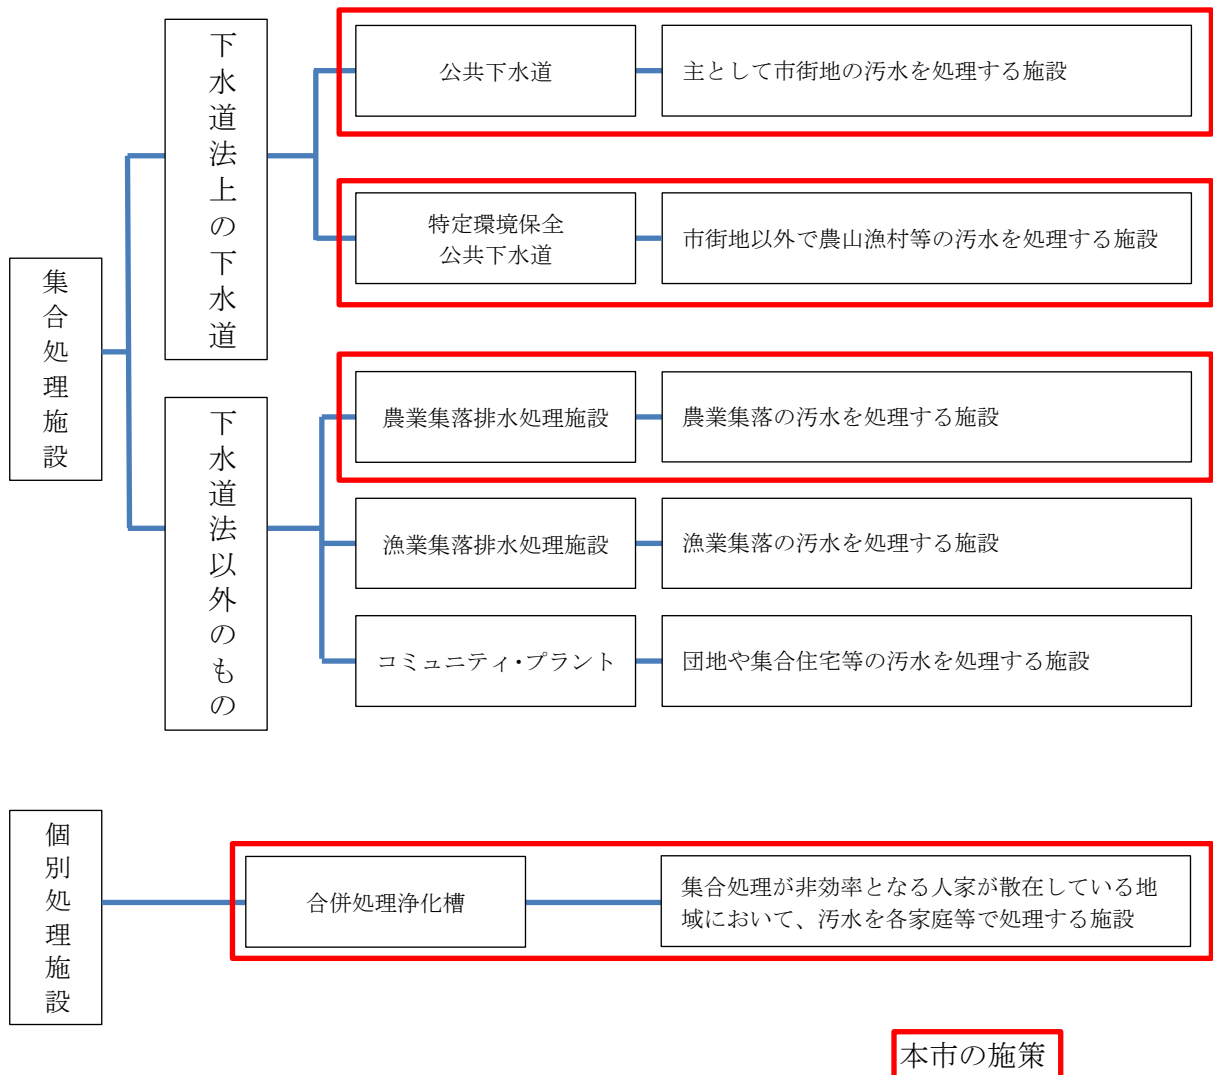 集合処理施設
下水道法上の下水道
公共下水道
主として市街地の汚水を処理する施設
特定環境保全
公共下水道
市街地以外で農山漁村等の汚水を処理する施設
下水道法以外のもの
農業集落排水処理施設
農業集落の汚水を処理する施設
漁業集落排水処理施設
漁業集落の汚水を処理する施設
コミュニティ・プラント
団地や集合住宅等の汚水を処理する施設
個別処理施設
合併処理浄化槽
集合処理が非効率となる人家が散在している地
域において、汚水を各家庭等で処理する施設
本市の施策